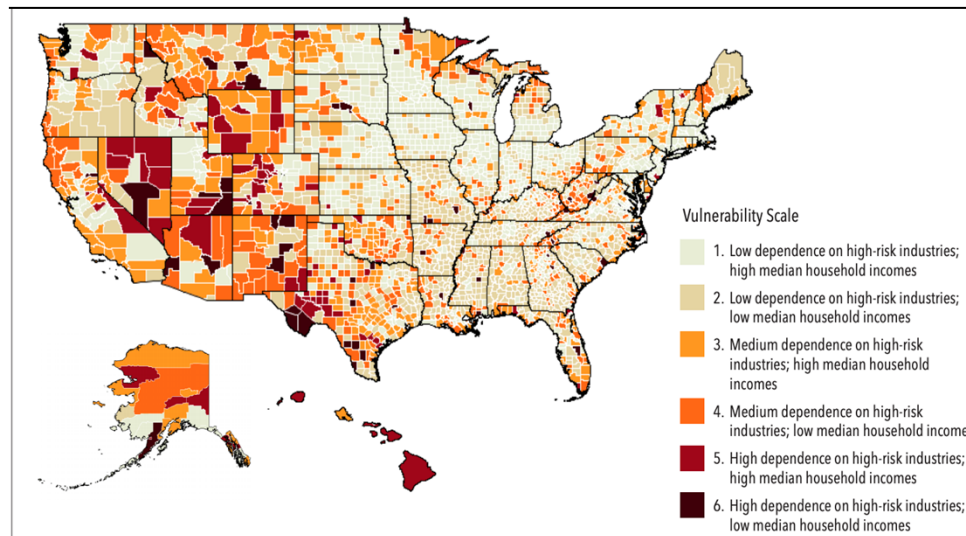 Vulnerability Scale
1. Low dependence on high-risk industries;
high median household incomes
2. Low dependence on high-risk industries;
low median household incomes
3. Medium dependence on high-risk
industries; high median household
incomes
4. Medium dependence on high-risk
industries; low median household income
5. High dependence on high-risk industries;
high median household incomes
6. High dependence on high-risk industries;
low median household incomes